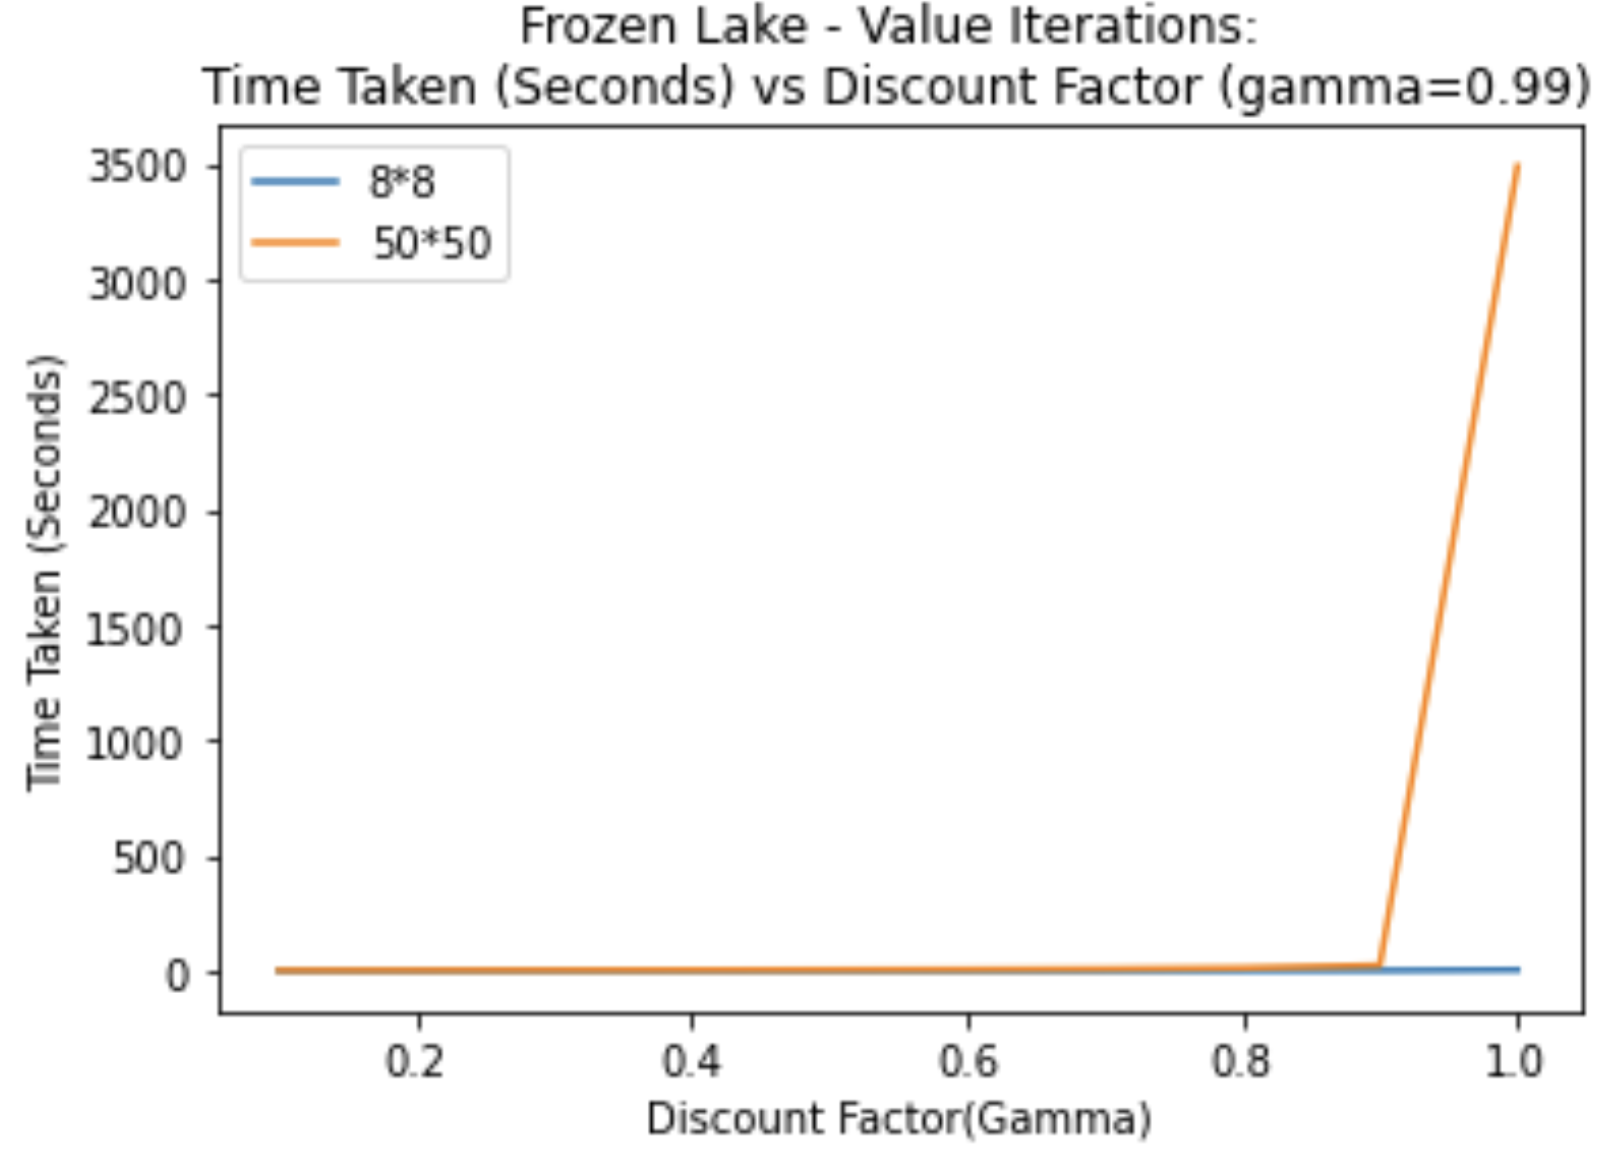 Frozen Lake - Value Iterations:
Time Taken (Seconds) vs Discount Factor (gamma=0.99)
8*8
50*50
Time Taken (Seconds)
3500
3000
2500
2000
1500
1000
500
0
0.2 0.4 0.6 0.8 1.0
Discount Factor(Gamma)